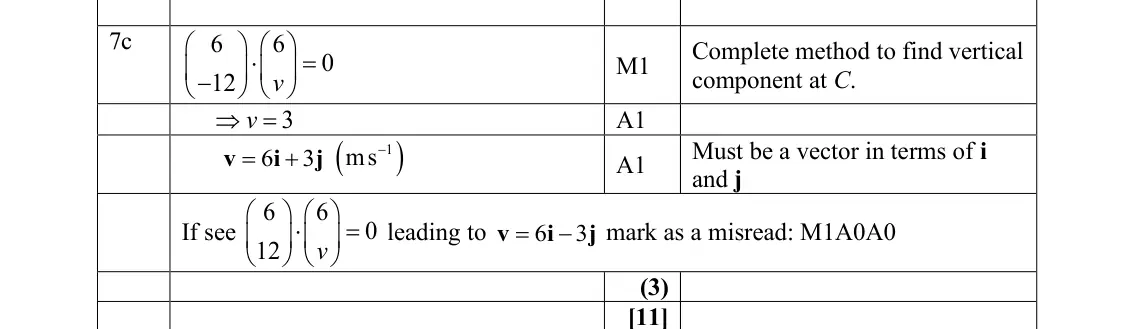 7c
( 6 −12 ) · ( 6 v ) = 0
M1
Complete method to find vertical
component at C.
⇒ v = 3
A1
v = 6i + 3j (m s⁻¹)
A1
Must be a vector in terms of i
and j
If see ( 6 12 ) · ( 6 v ) = 0 leading to v = 6i − 3j mark as a misread: M1A0A0
(3)
[11]